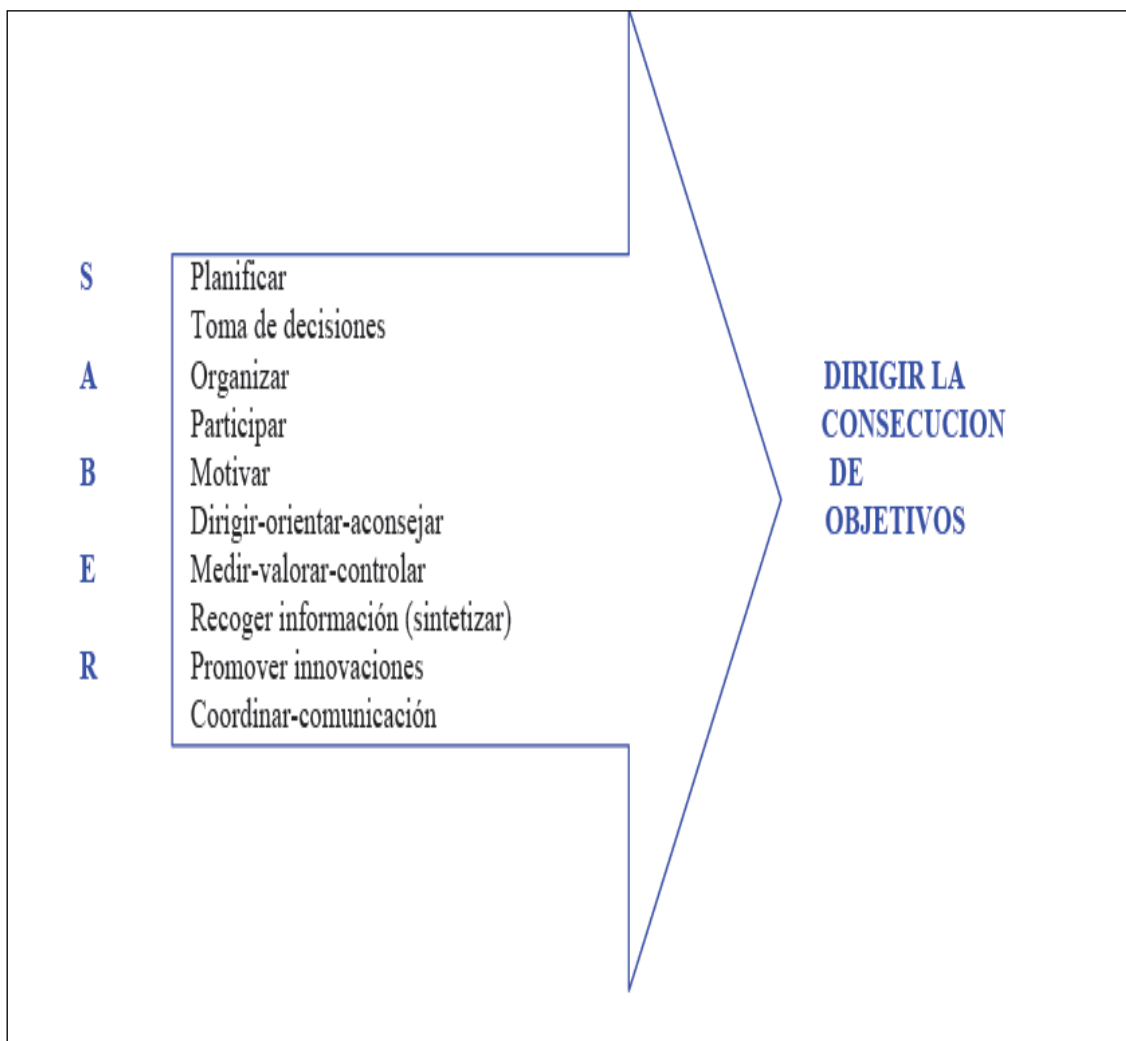 S Planificar
Toma de decisiones
A Organizar
Participar
B Motivar
Dirigir-orientar-aconsejar
E Medir-valorar-controlar
Recoger información (sintetizar)
R Promover innovaciones
Coordinar-comunicación
DIRIGIR LA
CONSECUCION
DE
OBJETIVOS